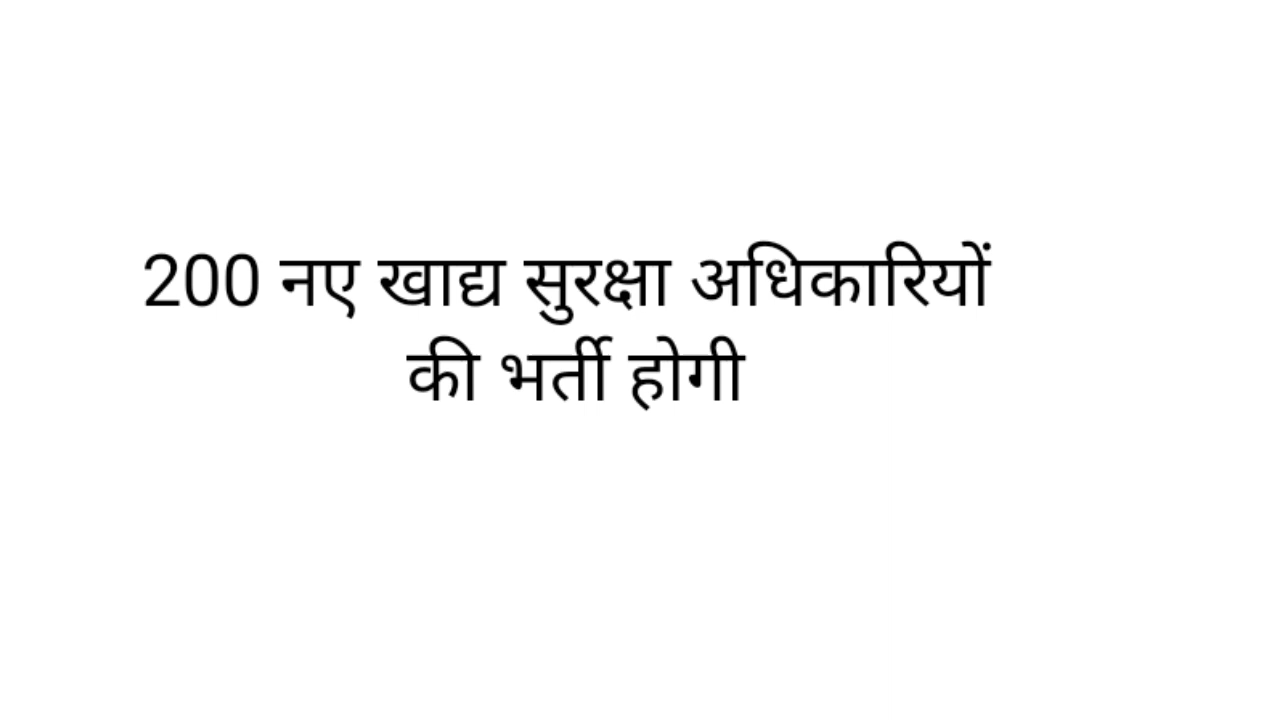 200 नए खाद्य सुरक्षा अधिकारियों
की भर्ती होगी